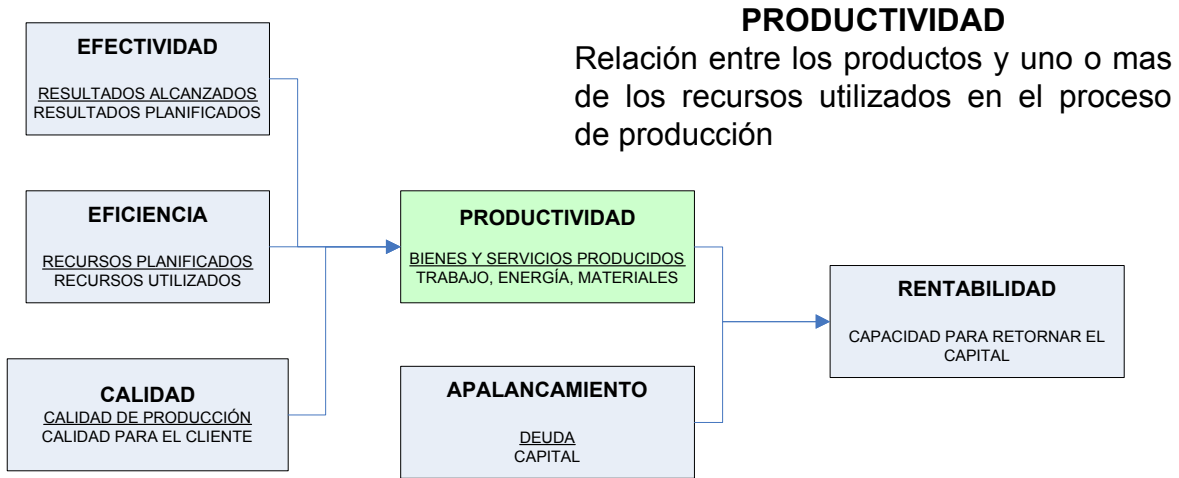 PRODUCTIVIDAD
Relación entre los productos y uno o mas
de los recursos utilizados en el proceso
de producción
EFECTIVIDAD
RESULTADOS ALCANZADOS
RESULTADOS PLANIFICADOS
EFICIENCIA
RECURSOS PLANIFICADOS
RECURSOS UTILIZADOS
CALIDAD
CALIDAD DE PRODUCCIÓN
CALIDAD PARA EL CLIENTE
PRODUCTIVIDAD
BIENES Y SERVICIOS PRODUCIDOS
TRABAJO, ENERGÍA, MATERIALES
APALANCAMIENTO
DEUDA
CAPITAL
RENTABILIDAD
CAPACIDAD PARA RETORNAR EL
CAPITAL